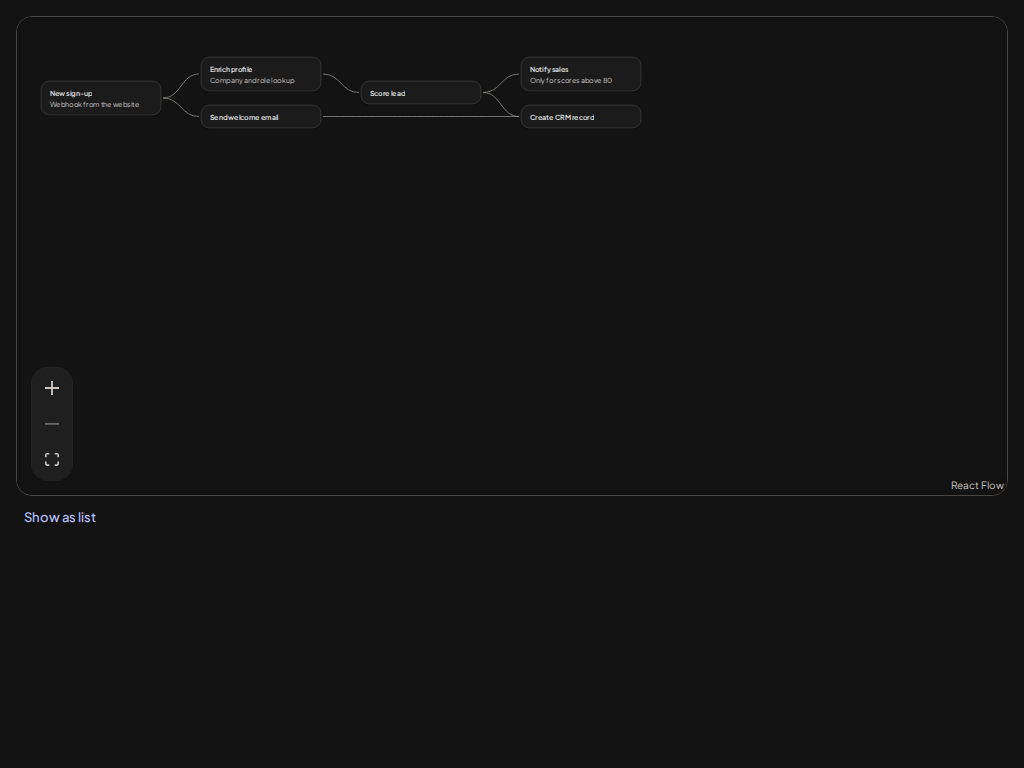 New sign-up
Webhook from the website
Enrich profile
Company and role lookup
Send welcome email
Score lead
Notify sales
Only for scores above 80
Create CRM record
React Flow
Show as list